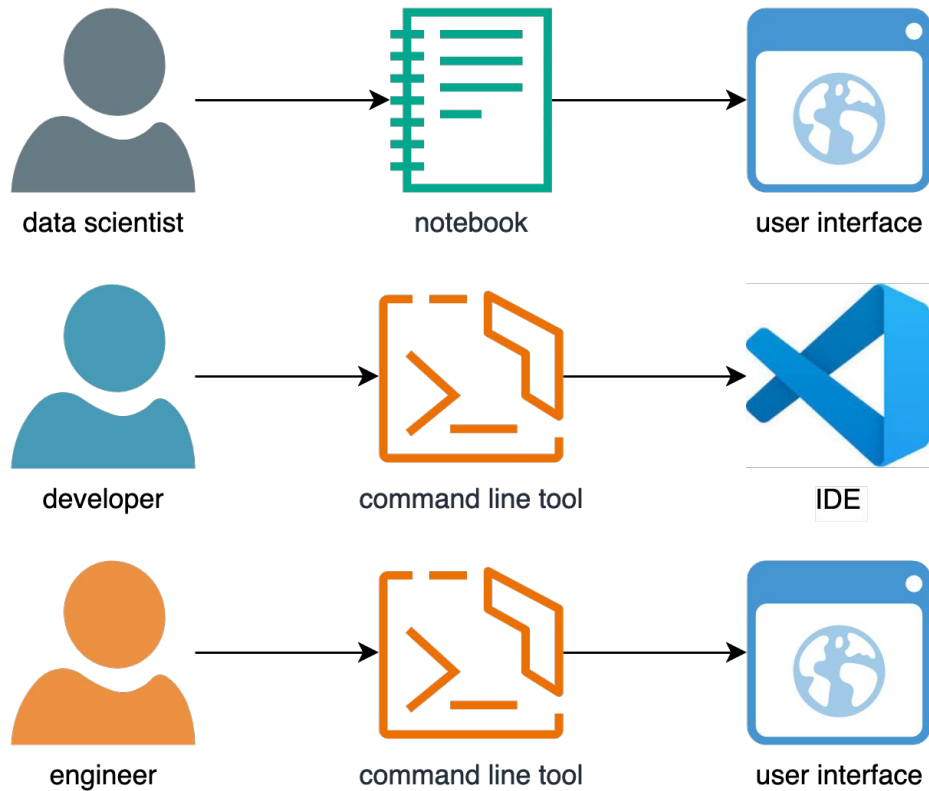 data scientist
notebook
user interface
developer
command line tool
IDE
engineer
command line tool
user interface